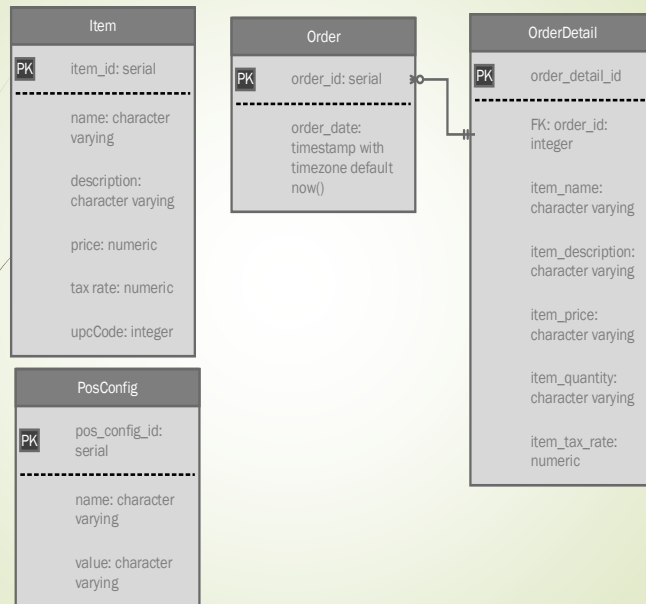 Item
PK
item_id: serial
name: character
varying
description:
character varying
price: numeric
tax rate: numeric
upcCode: integer
Order
PK
order_id: serial
order_date:
timestamp with
timezone default
now()
OrderDetail
PK
order_detail_id
FK: order_id:
integer
item_name:
character varying
item_description:
character varying
item_price:
character varying
item_quantity:
character varying
item_tax_rate:
numeric
PosConfig
PK
pos_config_id:
serial
name: character
varying
value: character
varying